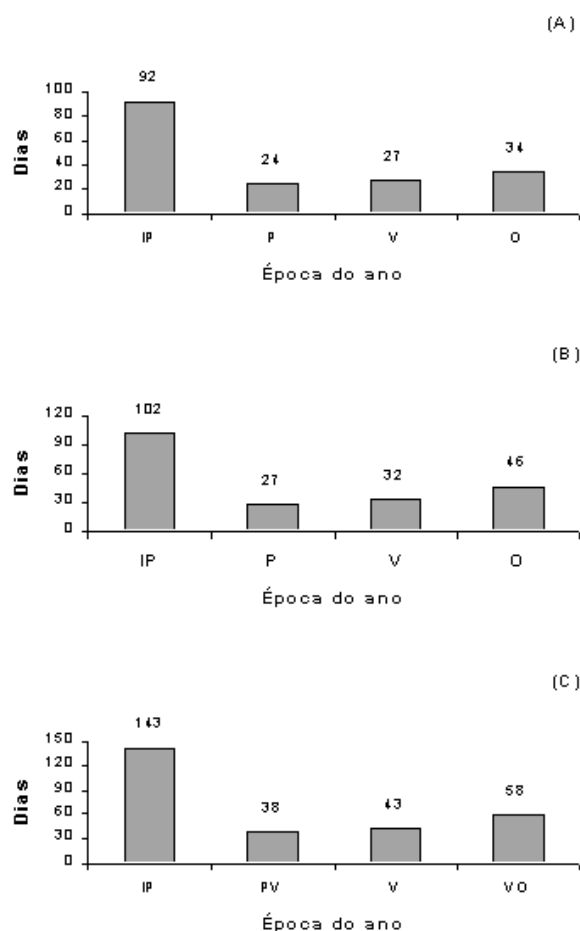 (A)
92
100
80
60
40
20
0
24
27
34
Dias
IP P V O
Época do ano
(B)
102
120
90
60
30
0
27
32
46
Dias
IP P V O
Época do ano
(C)
143
150
120
90
60
30
0
38
43
58
Dias
IP PV V VO
Época do ano